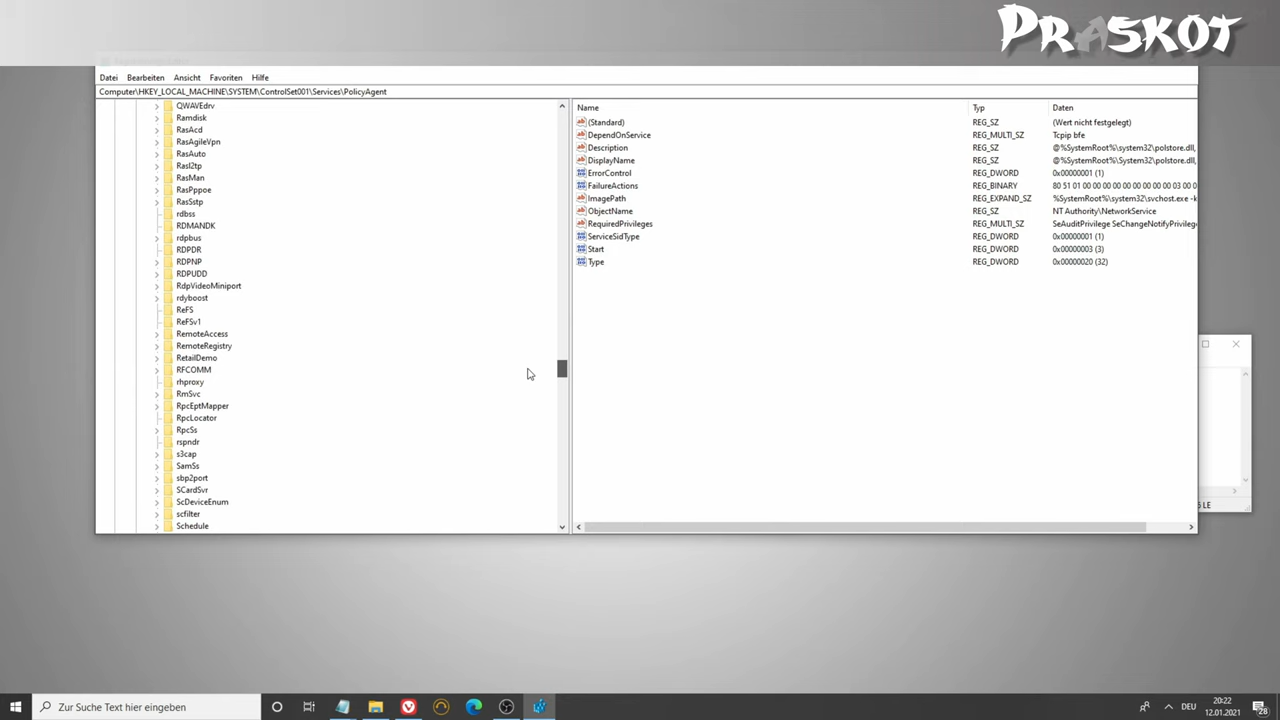 PRASKOT
Datei Bearbeiten Ansicht Favoriten Hilfe
Computer\HKEY_LOCAL_MACHINE\SYSTEM\ControlSet001\Services\PolicyAgent
QWAVEdrv
Ramdisk
RasAcd
RasAgileVpn
RasAuto
Rasl2tp
RasMan
RasPppoe
RasSstp
rdbss
RDMANDK
rdpbus
RDPDR
RDPNP
RDPUDD
RdpVideoMiniport
rdyboost
ReFS
ReFSv1
RemoteAccess
RemoteRegistry
RetailDemo
RFCOMM
rhproxy
RmSvc
RpcEptMapper
RpcLocator
RpcSs
rspndr
s3cap
SamSs
sbp2port
SCardSvr
ScDeviceEnum
scfilter
Schedule
Name Typ Daten
(Standard) REG_SZ (Wert nicht festgelegt)
DependOnService REG_MULTI_SZ Tcpip bfe
Description REG_SZ @%SystemRoot%\system32\polstore.dll,
DisplayName REG_SZ @%SystemRoot%\system32\polstore.dll,
ErrorControl REG_DWORD 0x00000001 (1)
FailureActions REG_BINARY 80 51 01 00 00 00 00 00 00 00 00 00 03 00 0
ImagePath REG_EXPAND_SZ %SystemRoot%\system32\svchost.exe -k
ObjectName REG_SZ NT Authority\NetworkService
RequiredPrivileges REG_MULTI_SZ SeAuditPrivilege SeChangeNotifyPrivileg
ServiceSidType REG_DWORD 0x00000001 (1)
Start REG_DWORD 0x00000003 (3)
Type REG_DWORD 0x00000020 (32)
LE
Zur Suche Text hier eingeben
DEU
20:22
12.01.2021
28